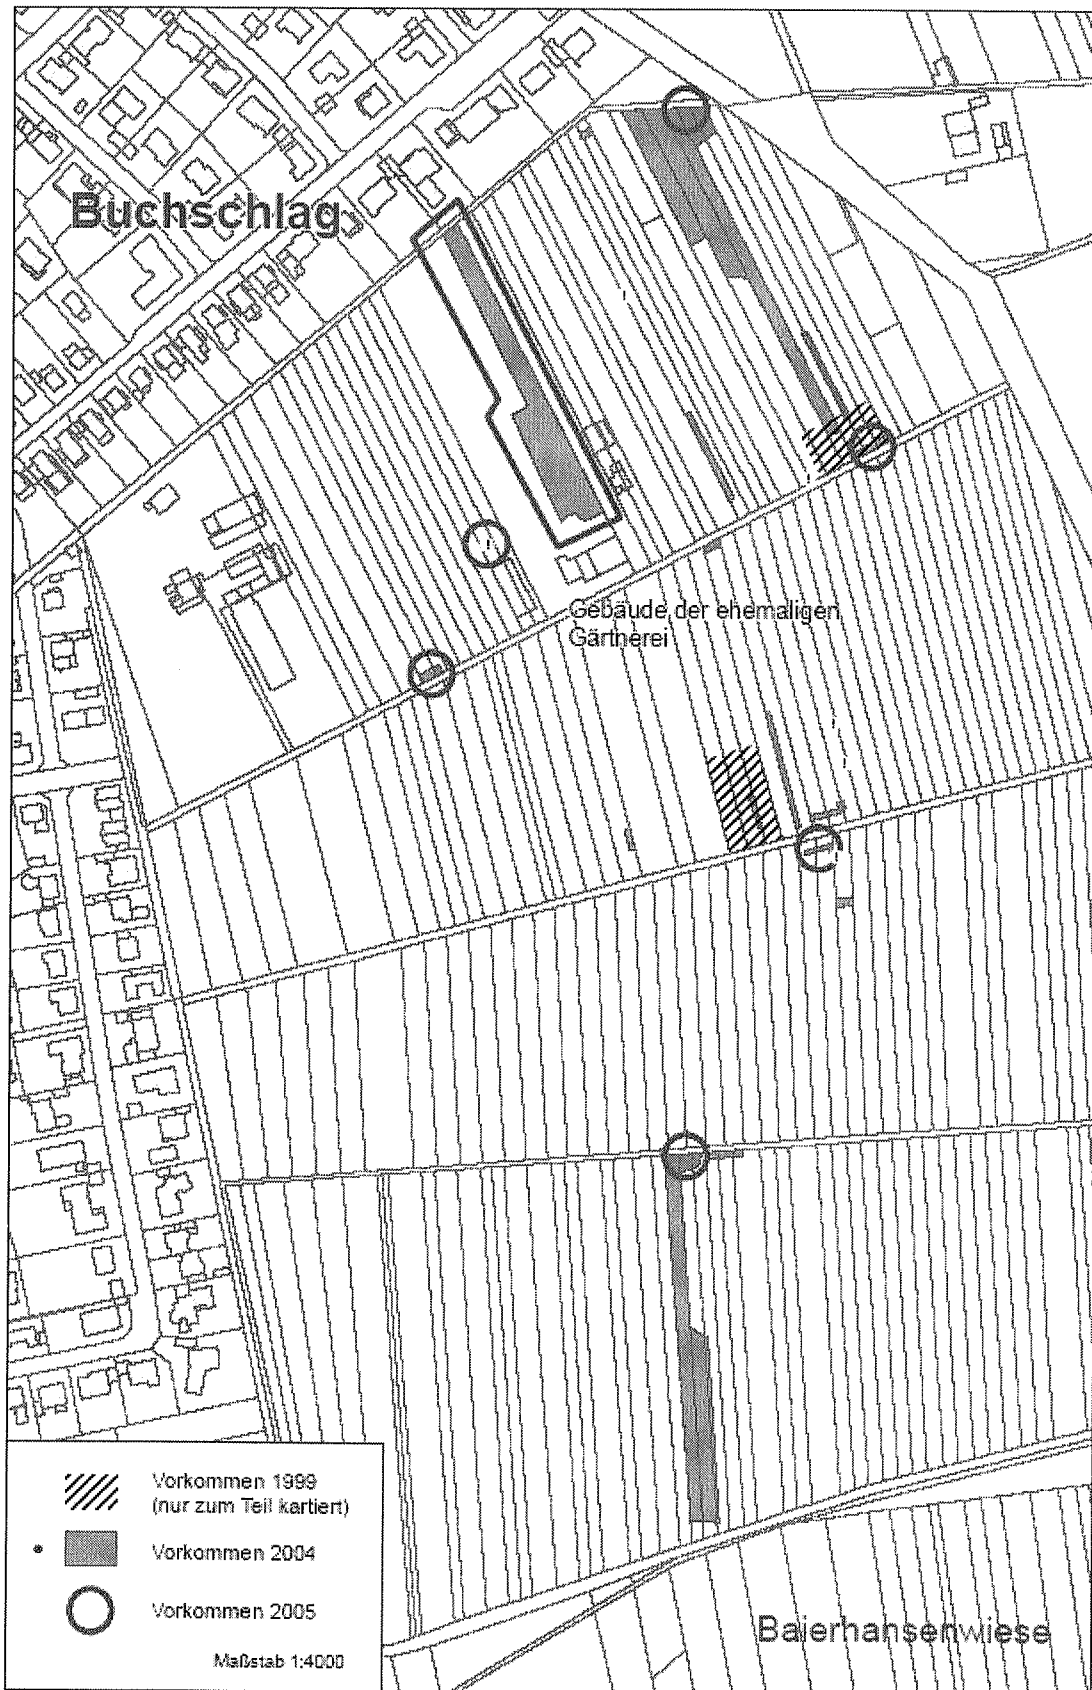 Buchschlag
Gebäude der ehemaligen
Gärtnerei
Vorkommen 1999
(nur zum Teil kartiert)
Vorkommen 2004
Vorkommen 2005
Maßstab 1:4000
Baierhansenwiese